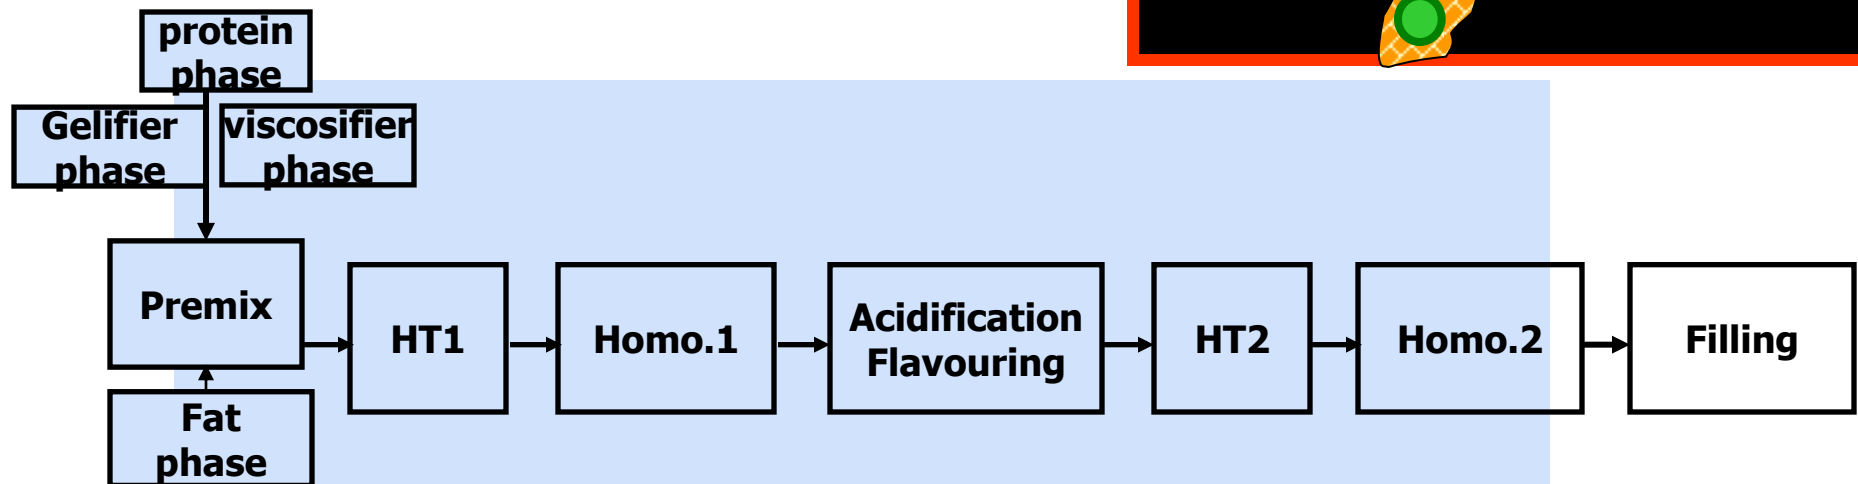 protein
phase
Gelifier
phase
viscosifier
phase
Premix
HT1
Homo.1
Acidification
Flavouring
HT2
Homo.2
Filling
Fat
phase